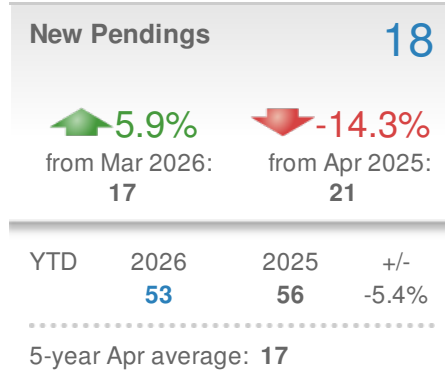 New Pendings 18
5.9% -14.3%
from Mar 2026: from Apr 2025:
17 21
YTD 2026 2025 +/-
53 56 -5.4%
5-year Apr average: 17